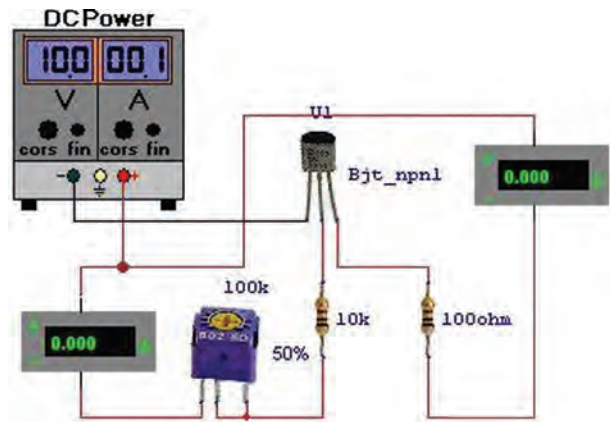 DCPower
10.0 00.1
V A
cors fin cors fin
- +
U1
Bjt_npn1
0.000
100k
10k
100ohm
0.000
50%